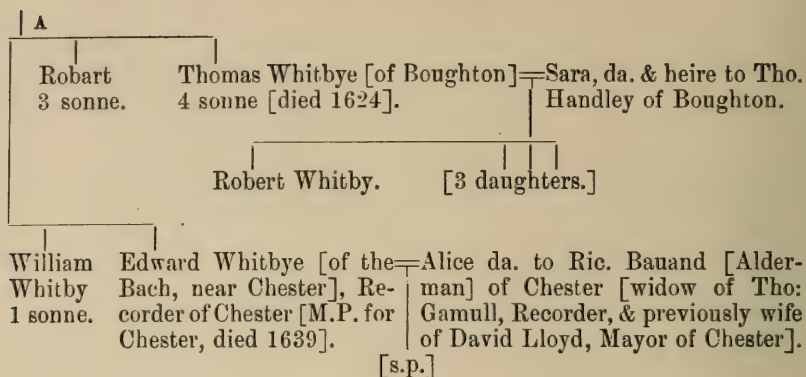 A
Robart Thomas Whitbye [of Boughton]=Sara, da. & heire to Tho.
3 sonne. 4 sonne [died 1624]. Handley of Boughton.
Robert Whitby. [3 daughters.]
William Edward Whitbye [of the=Alice da. to Ric. Bauand [Alder-
Whitby Bach, near Chester], Re- man] of Chester [widow of Tho:
1 sonne. corder of Chester [M.P. for Gamull, Recorder, & previously wife
Chester, died 1639]. of David Lloyd, Mayor of Chester].
[s.p.]